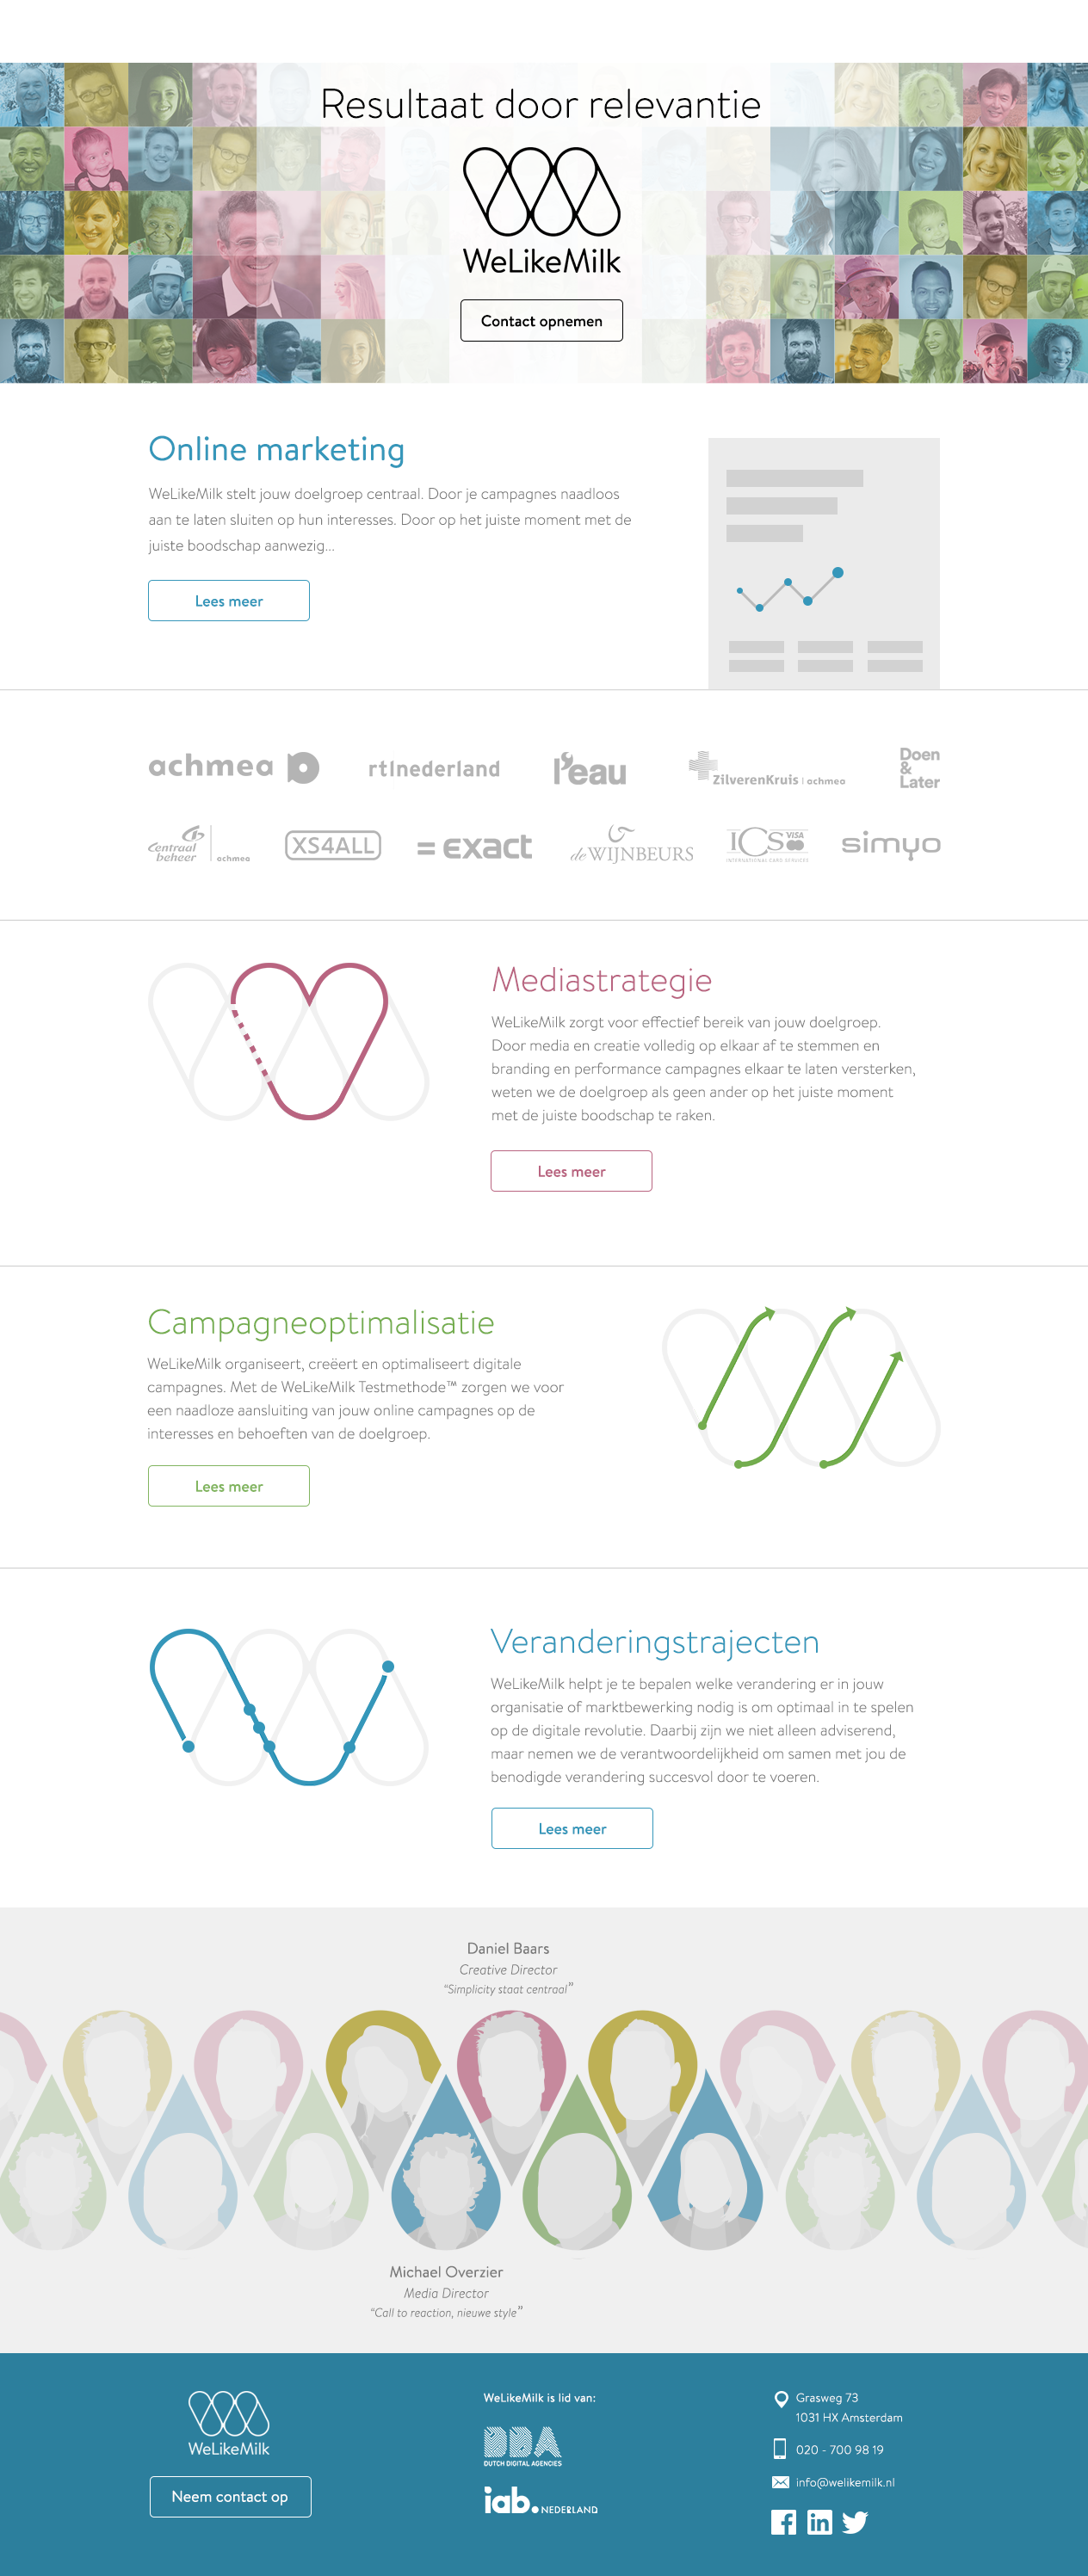 Resultaat door relevantie
WeLikeMilk
Contact opnemen
Online marketing
WeLikeMilk stelt jouw doelgroep centraal. Door je campagnes naadloos
aan te laten sluiten op hun interesses. Door op het juiste moment met de
juiste boodschap aanwezig...
Lees meer
achmea
rtlnederland
l'eau
ZilverenKruis | achmea
Doen
&
Later
Centraal
beheer
achmea
XS4ALL
= exact
de WIJNBEURS
ICS VISA
INTERNATIONAL CARD SERVICES
simyo
Mediastrategie
WeLikeMilk zorgt voor effectief bereik van jouw doelgroep.
Door media en creatie volledig op elkaar af te stemmen en
branding en performance campagnes elkaar te laten versterken,
weten we de doelgroep als geen ander op het juiste moment
met de juiste boodschap te raken.
Lees meer
Campagneoptimalisatie
WeLikeMilk organiseert, creëert en optimaliseert digitale
campagnes. Met de WeLikeMilk Testmethode™ zorgen we voor
een naadloze aansluiting van jouw online campagnes op de
interesses en behoeften van de doelgroep.
Lees meer
Veranderingstrajecten
WeLikeMilk helpt je te bepalen welke verandering er in jouw
organisatie of marktbewerking nodig is om optimaal in te spelen
op de digitale revolutie. Daarbij zijn we niet alleen adviserend,
maar nemen we de verantwoordelijkheid om samen met jou de
benodigde verandering succesvol door te voeren.
Lees meer
Daniel Baars
Creative Director
“Simplicity staat centraal”
Michael Overzier
Media Director
“Call to reaction, nieuwe style”
WeLikeMilk
Neem contact op
WeLikeMilk is lid van:
DDA
DUTCH DIGITAL AGENCIES
iab. NEDERLAND
Grasweg 73
1031 HX Amsterdam
020 - 700 98 19
info@welikemilk.nl